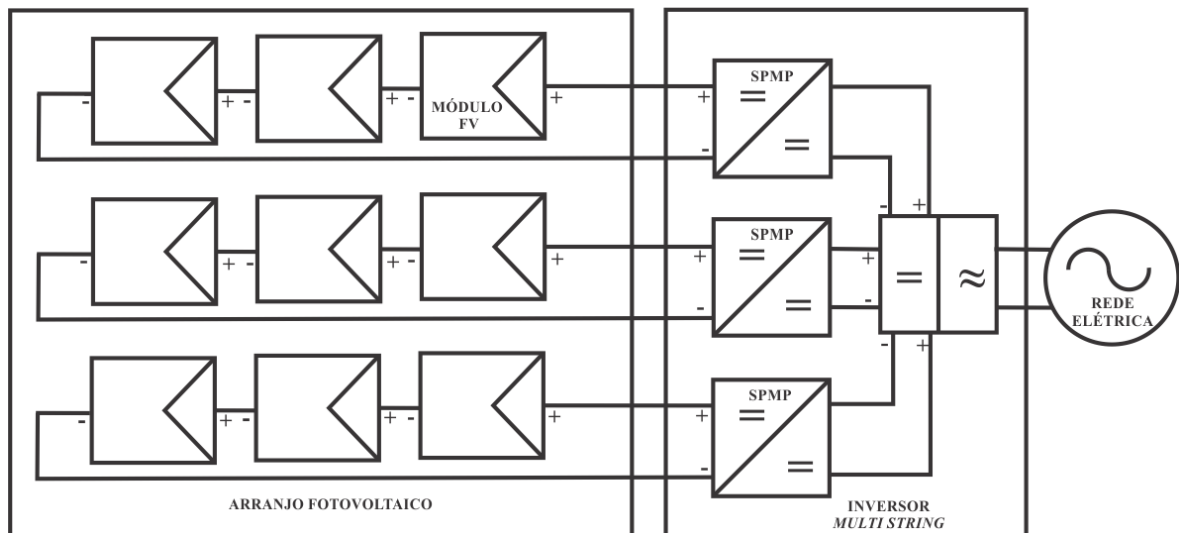 SPMP
MÓDULO
FV
SPMP
REDE
ELÉTRICA
SPMP
ARRANJO FOTOVOLTAICO
INVERSOR
MULTI STRING